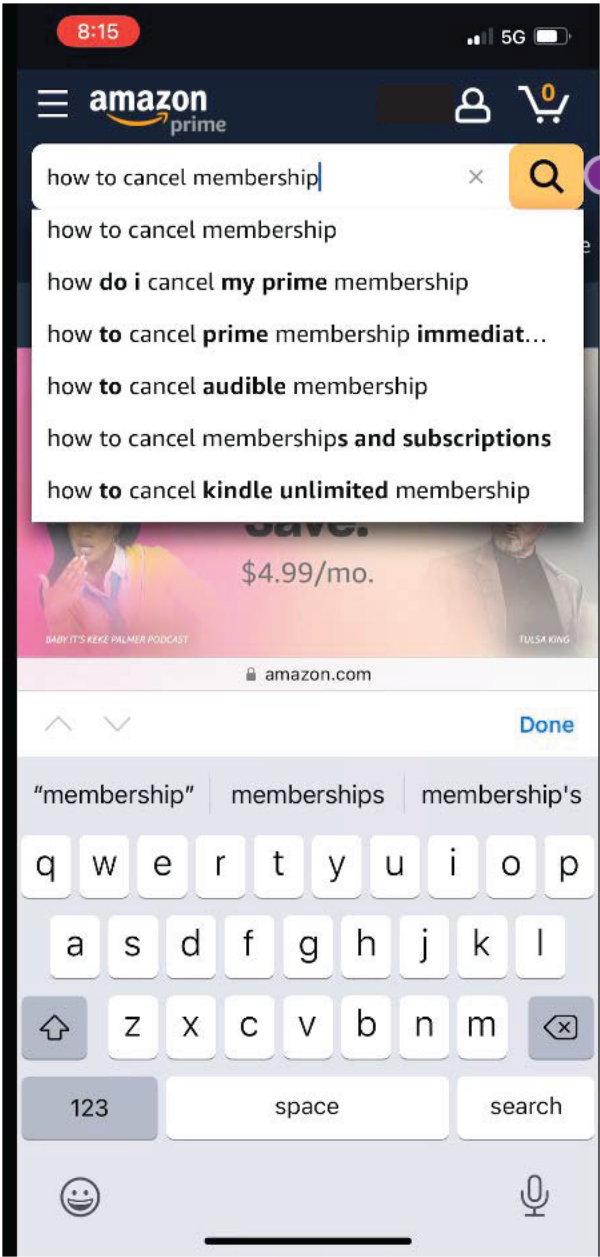 8:15
5G
amazon
prime
0
how to cancel membership
how to cancel membership
how do i cancel my prime membership
how to cancel prime membership immediat...
how to cancel audible membership
how to cancel memberships and subscriptions
how to cancel kindle unlimited membership
Save.
$4.99/mo.
BABY IT'S KEKE PALMER PODCAST
TULSA KING
amazon.com
Done
"membership" memberships membership's
q w e r t y u i o p
a s d f g h j k l
z x c v b n m
123 space search